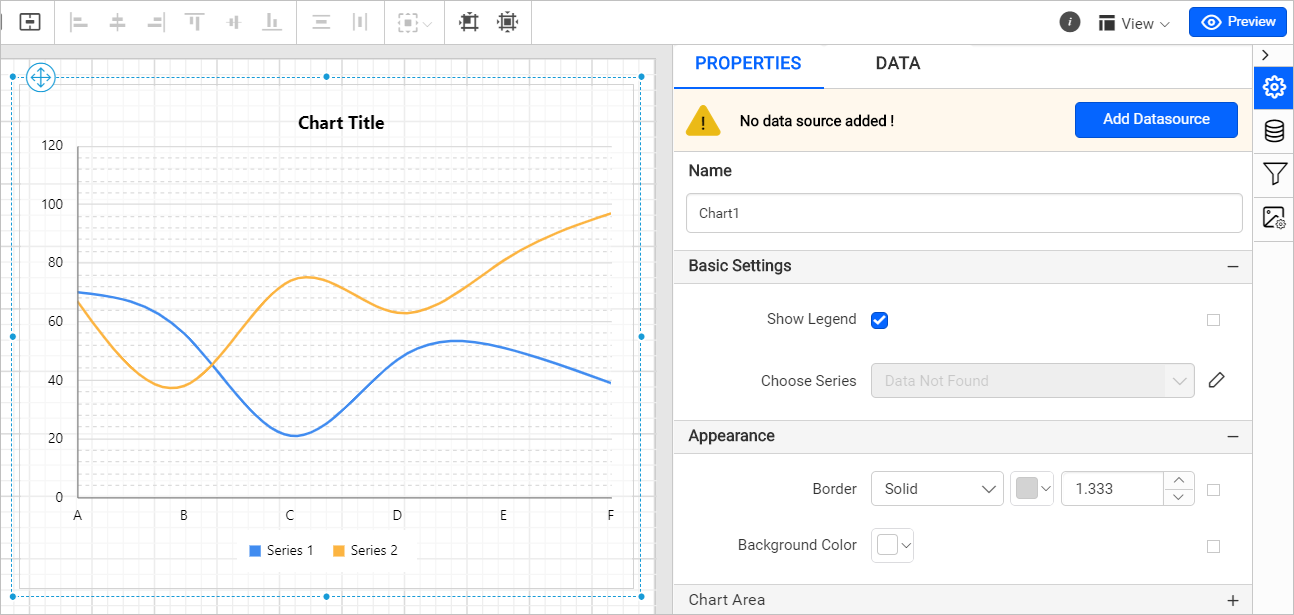 View
Preview
PROPERTIES
DATA
No data source added !
Add Datasource
Name
Chart1
Basic Settings
Show Legend
Choose Series
Data Not Found
Appearance
Border
Solid
1.333
Background Color
Chart Area
Chart Title
120
100
80
60
40
20
0
A B C D E F
Series 1 Series 2